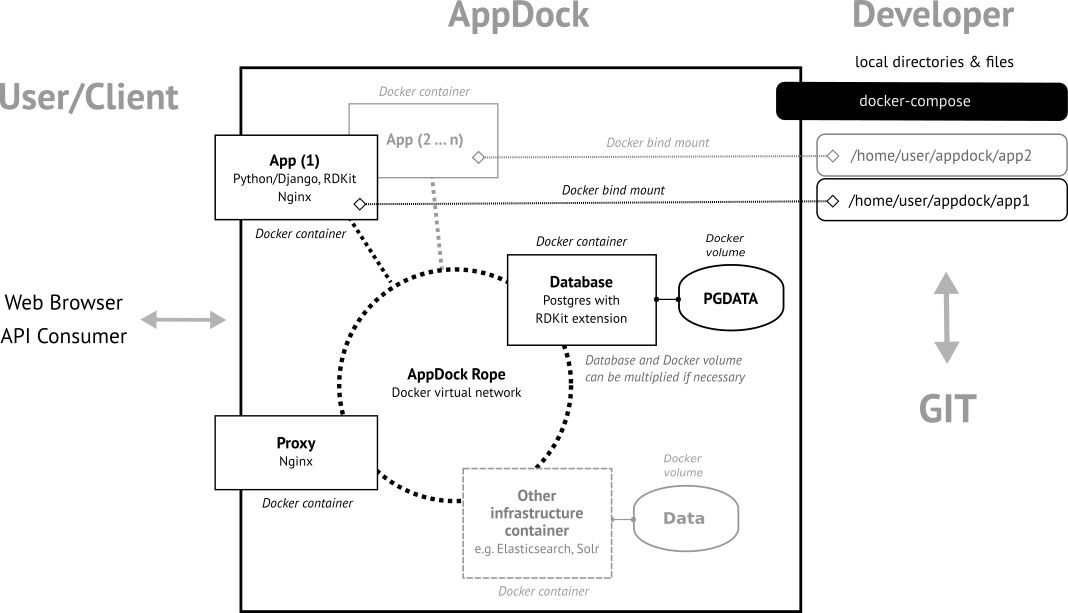 AppDock
Developer
User/Client
local directories & files
docker-compose
Docker container
App (2 ... n)
Docker bind mount
/home/user/appdock/app2
App (1)
Python/Django, RDKit
Nginx
Docker bind mount
/home/user/appdock/app1
Docker container
Docker container
Database
Postgres with
RDKit extension
Docker
volume
PGDATA
Database and Docker volume
can be multiplied if necessary
Web Browser
API Consumer
AppDock Rope
Docker virtual network
GIT
Proxy
Nginx
Docker container
Other
infrastructure
container
e.g. Elasticsearch, Solr
Docker container
Docker
volume
Data